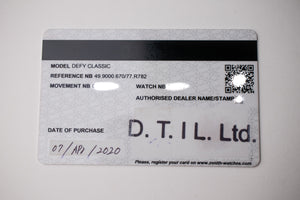 MODEL DEFY CLASSIC
REFERENCE NB 49.9000.670/77.R782
MOVEMENT NB WATCH NB
AUTHORISED DEALER NAME/STAMP
D. T. I L. Ltd.
DATE OF PURCHASE
07/API/2020
Please, register your card on www.zenith-watches.com